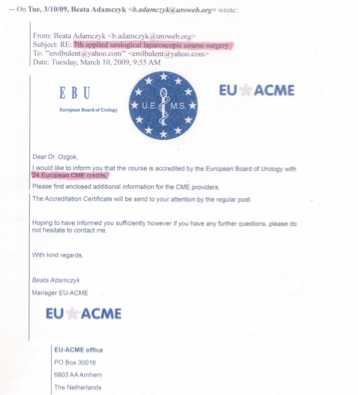 -- On Tue, 3/10/09, Beata Adamczyk <b.adamczyk@uroweb.org> wrote:
From: Beata Adamczyk <b.adamczyk@uroweb.org>
Subject: RE: 7th applied urological laparoscopic course surgery
To: "'erolbulent@yahoo.com'" <erolbulent@yahoo.com>
Date: Tuesday, March 10, 2009, 9:55 AM
E B U
European Board of Urology
U.E.M.S.
EU ACME
Dear Dr. Ozgok,
I would like to inform you that the course is accredited by the European Board of Urology with
24 European CME credits.
Please find enclosed additional information for the CME providers.
The Accreditation Certificate will be send to your attention by the regular post.
Hoping to have informed you sufficiently however if you have any further questions, please do
not hesitate to contact me.
With kind regards,
Beata Adamczyk
Manager EU-ACME
EU ACME
EU-ACME office
PO Box 30016
6803 AA Arnhem
The Netherlands